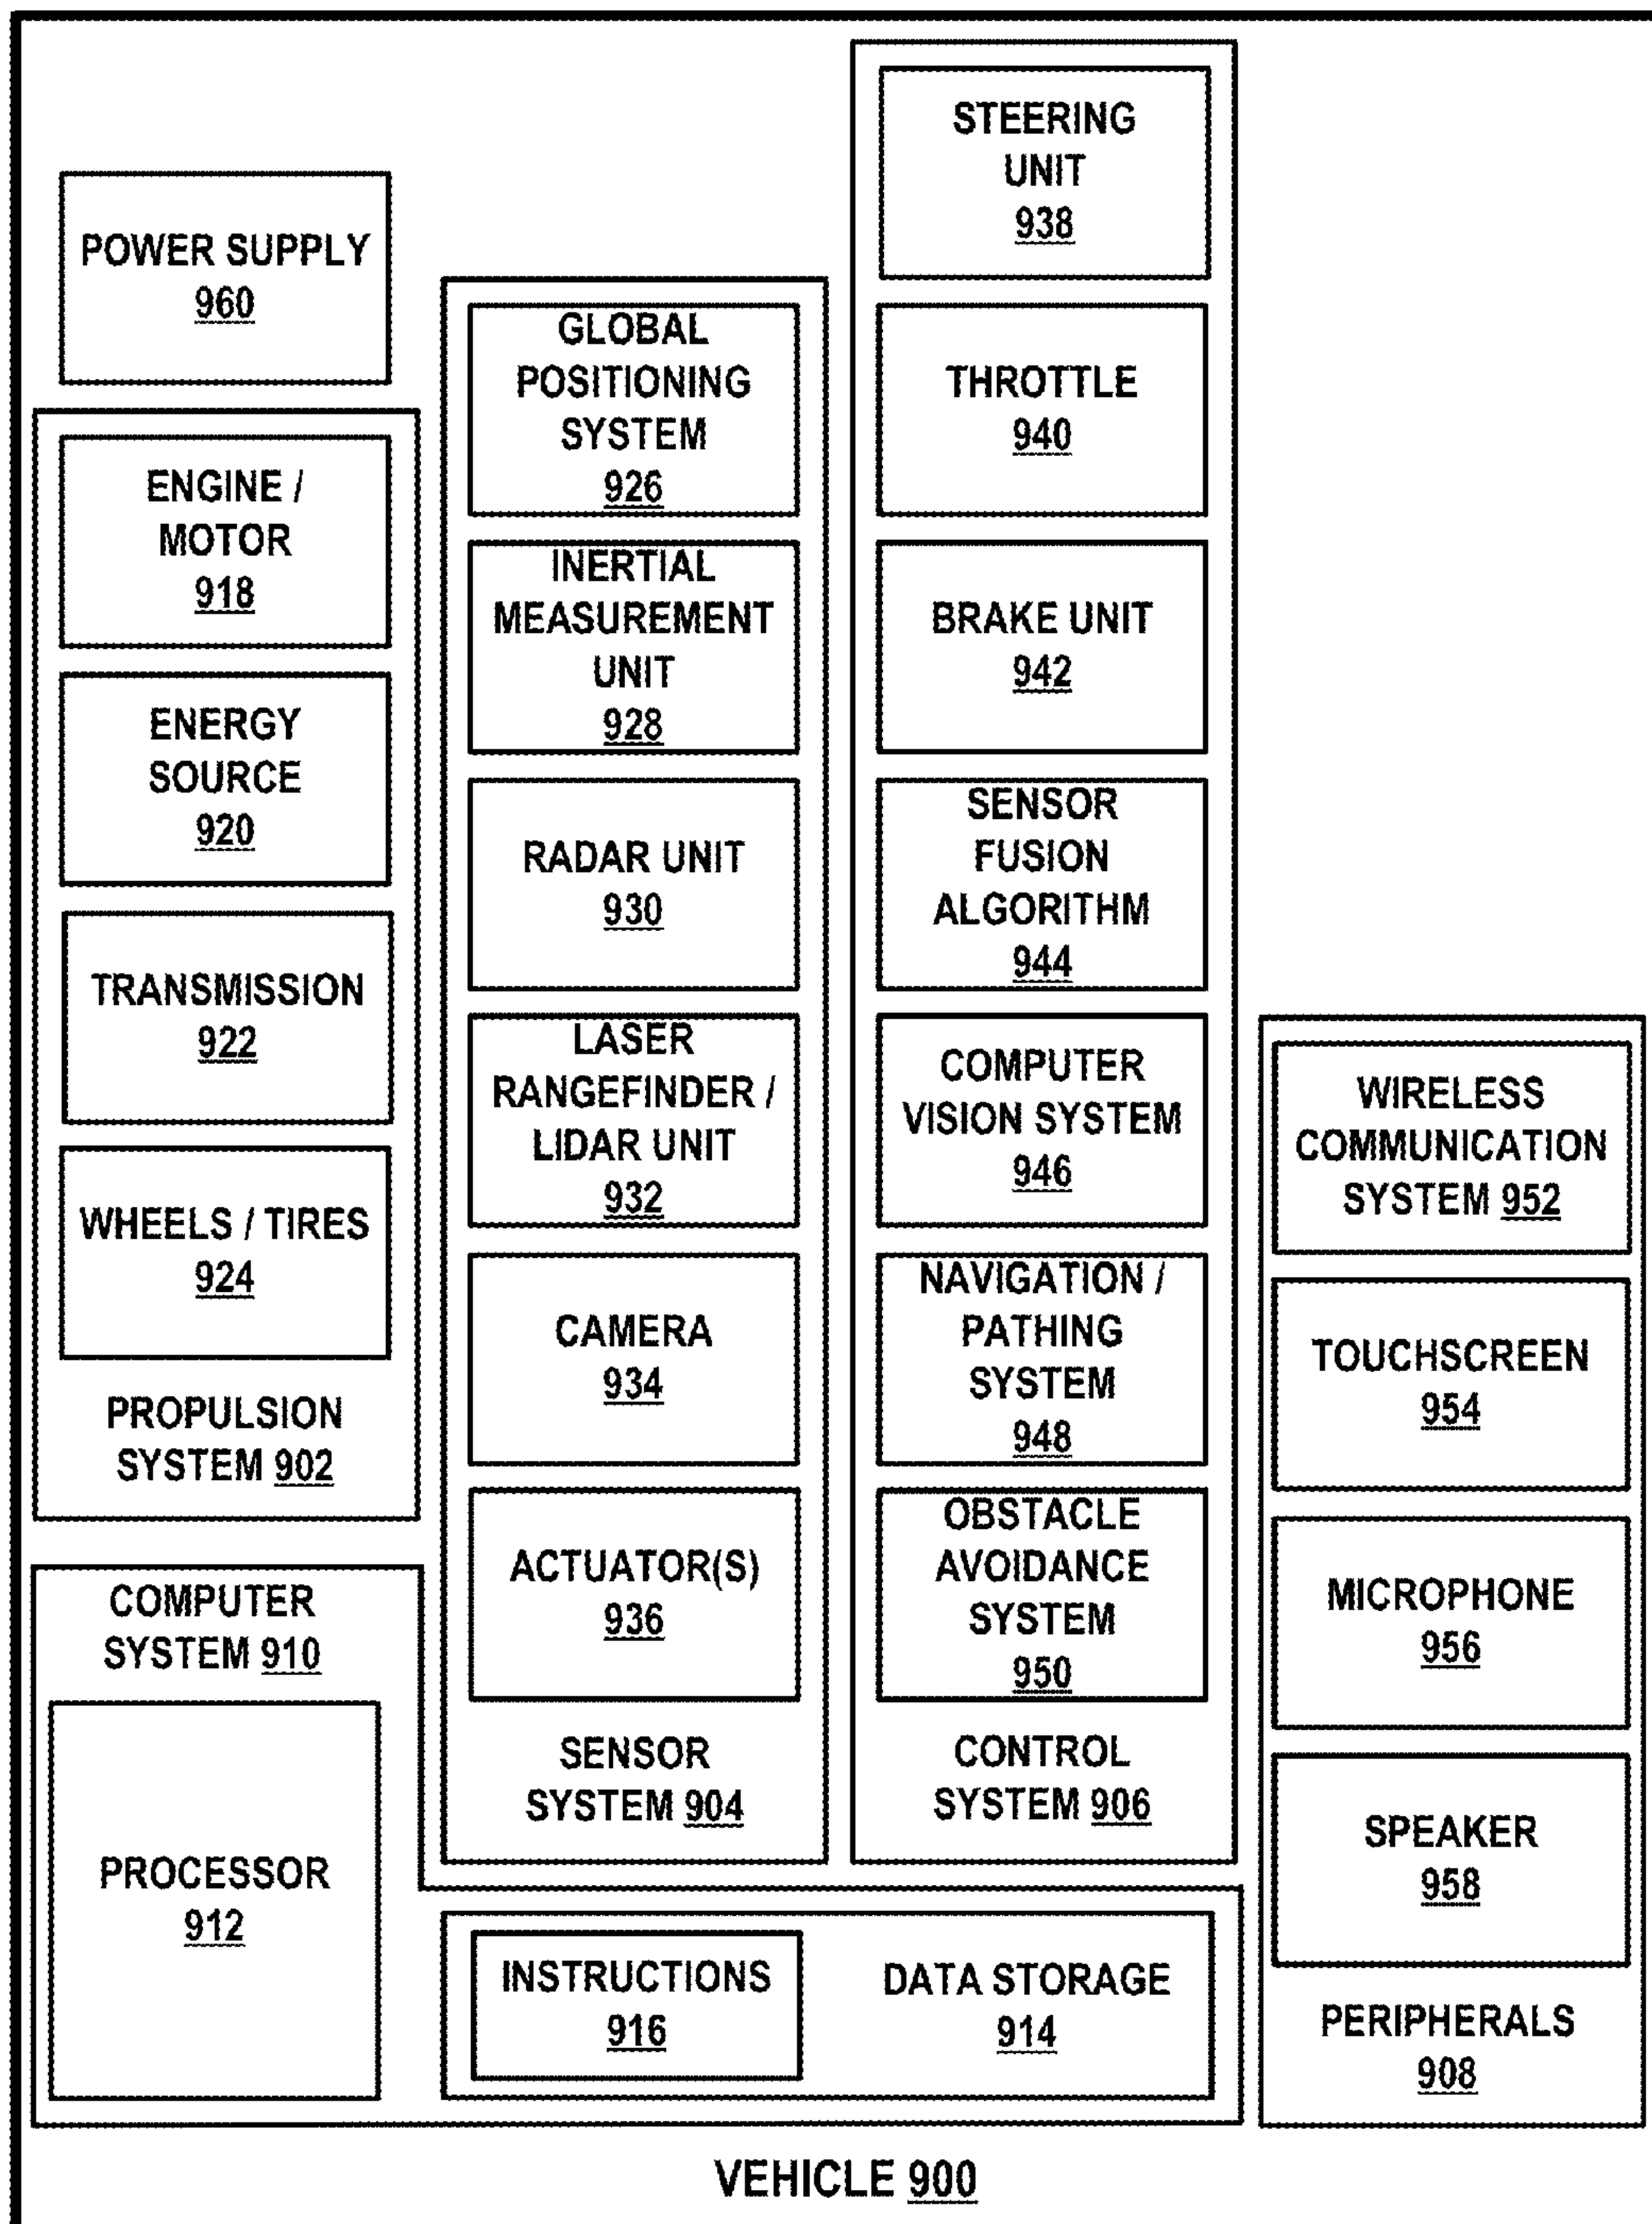 POWER SUPPLY
960
ENGINE /
MOTOR
918
ENERGY
SOURCE
920
TRANSMISSION
922
WHEELS / TIRES
924
PROPULSION
SYSTEM 902
COMPUTER
SYSTEM 910
PROCESSOR
912
GLOBAL
POSITIONING
SYSTEM
926
INERTIAL
MEASUREMENT
UNIT
928
RADAR UNIT
930
LASER
RANGEFINDER /
LIDAR UNIT
932
CAMERA
934
ACTUATOR(S)
936
SENSOR
SYSTEM 904
STEERING
UNIT
938
THROTTLE
940
BRAKE UNIT
942
SENSOR
FUSION
ALGORITHM
944
COMPUTER
VISION SYSTEM
946
NAVIGATION /
PATHING
SYSTEM
948
OBSTACLE
AVOIDANCE
SYSTEM
950
CONTROL
SYSTEM 906
INSTRUCTIONS
916
DATA STORAGE
914
WIRELESS
COMMUNICATION
SYSTEM 952
TOUCHSCREEN
954
MICROPHONE
956
SPEAKER
958
PERIPHERALS
908
VEHICLE 900